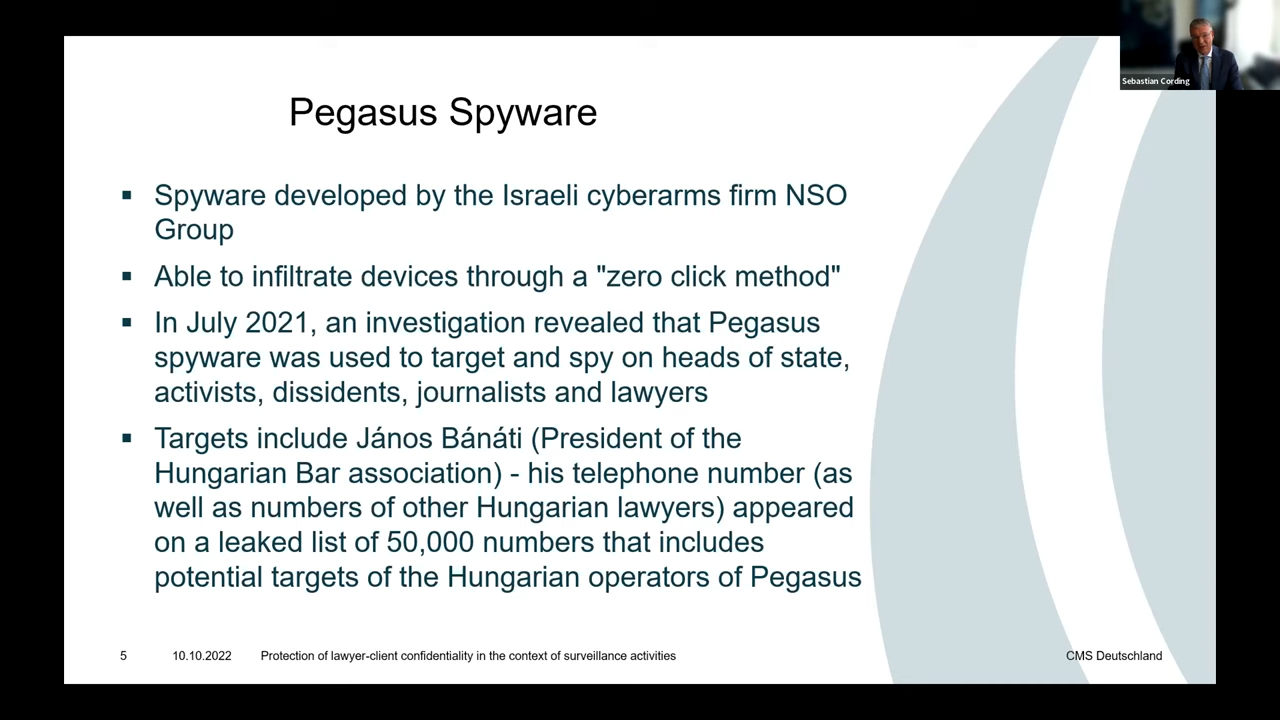 Sebastian Cording
Pegasus Spyware
▪ Spyware developed by the Israeli cyberarms firm NSO
Group
▪ Able to infiltrate devices through a "zero click method"
▪ In July 2021, an investigation revealed that Pegasus
spyware was used to target and spy on heads of state,
activists, dissidents, journalists and lawyers
▪ Targets include János Bánáti (President of the
Hungarian Bar association) - his telephone number (as
well as numbers of other Hungarian lawyers) appeared
on a leaked list of 50,000 numbers that includes
potential targets of the Hungarian operators of Pegasus
5 10.10.2022 Protection of lawyer-client confidentiality in the context of surveillance activities CMS Deutschland